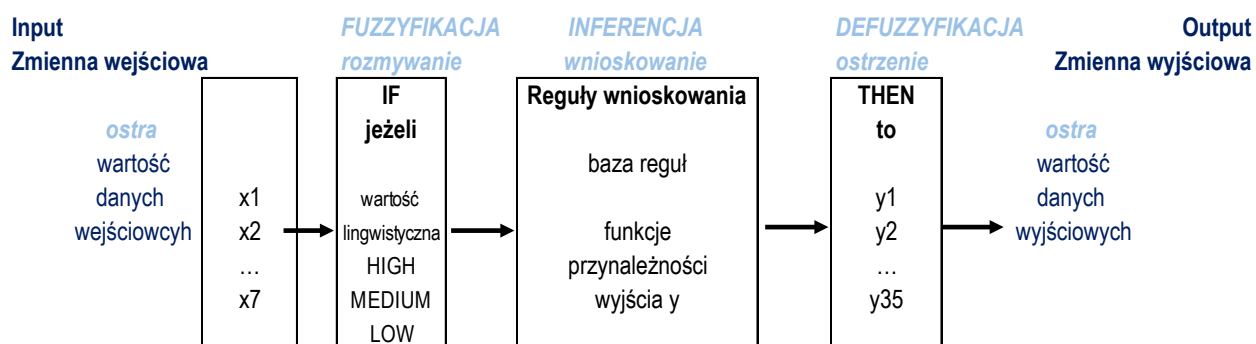 Input
Zmienna wejściowa
FUZZYFIKACJA
rozmywanie
INFERENCJA
wnioskowanie
DEFUZZYFIKACJA
ostrzenie
Output
Zmienna wyjściowa
ostra
wartość
danych
wejściowcyh
x1
x2
...
x7
IF
jeżeli
wartość
lingwistyczna
HIGH
MEDIUM
LOW
Reguły wnioskowania
baza reguł
funkcje
przynależności
wyjścia y
THEN
to
y1
y2
...
y35
ostra
wartość
danych
wyjściowych